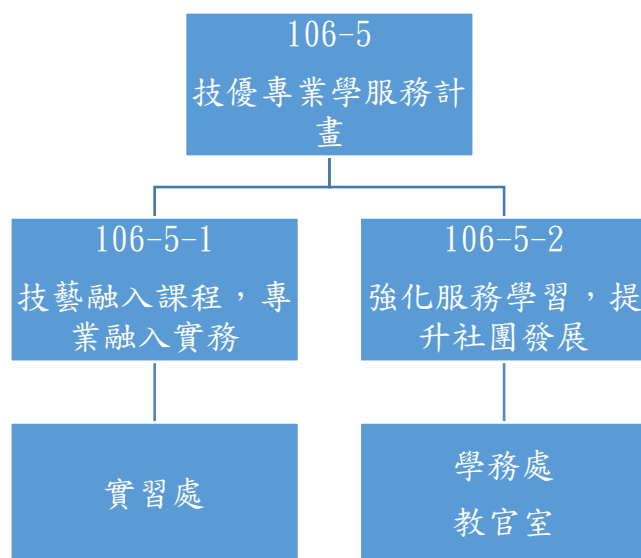 106-5
技優專業學服務計
畫
106-5-1
技藝融入課程，專
業融入實務
106-5-2
強化服務學習，提
升社團發展
實習處
學務處
教官室